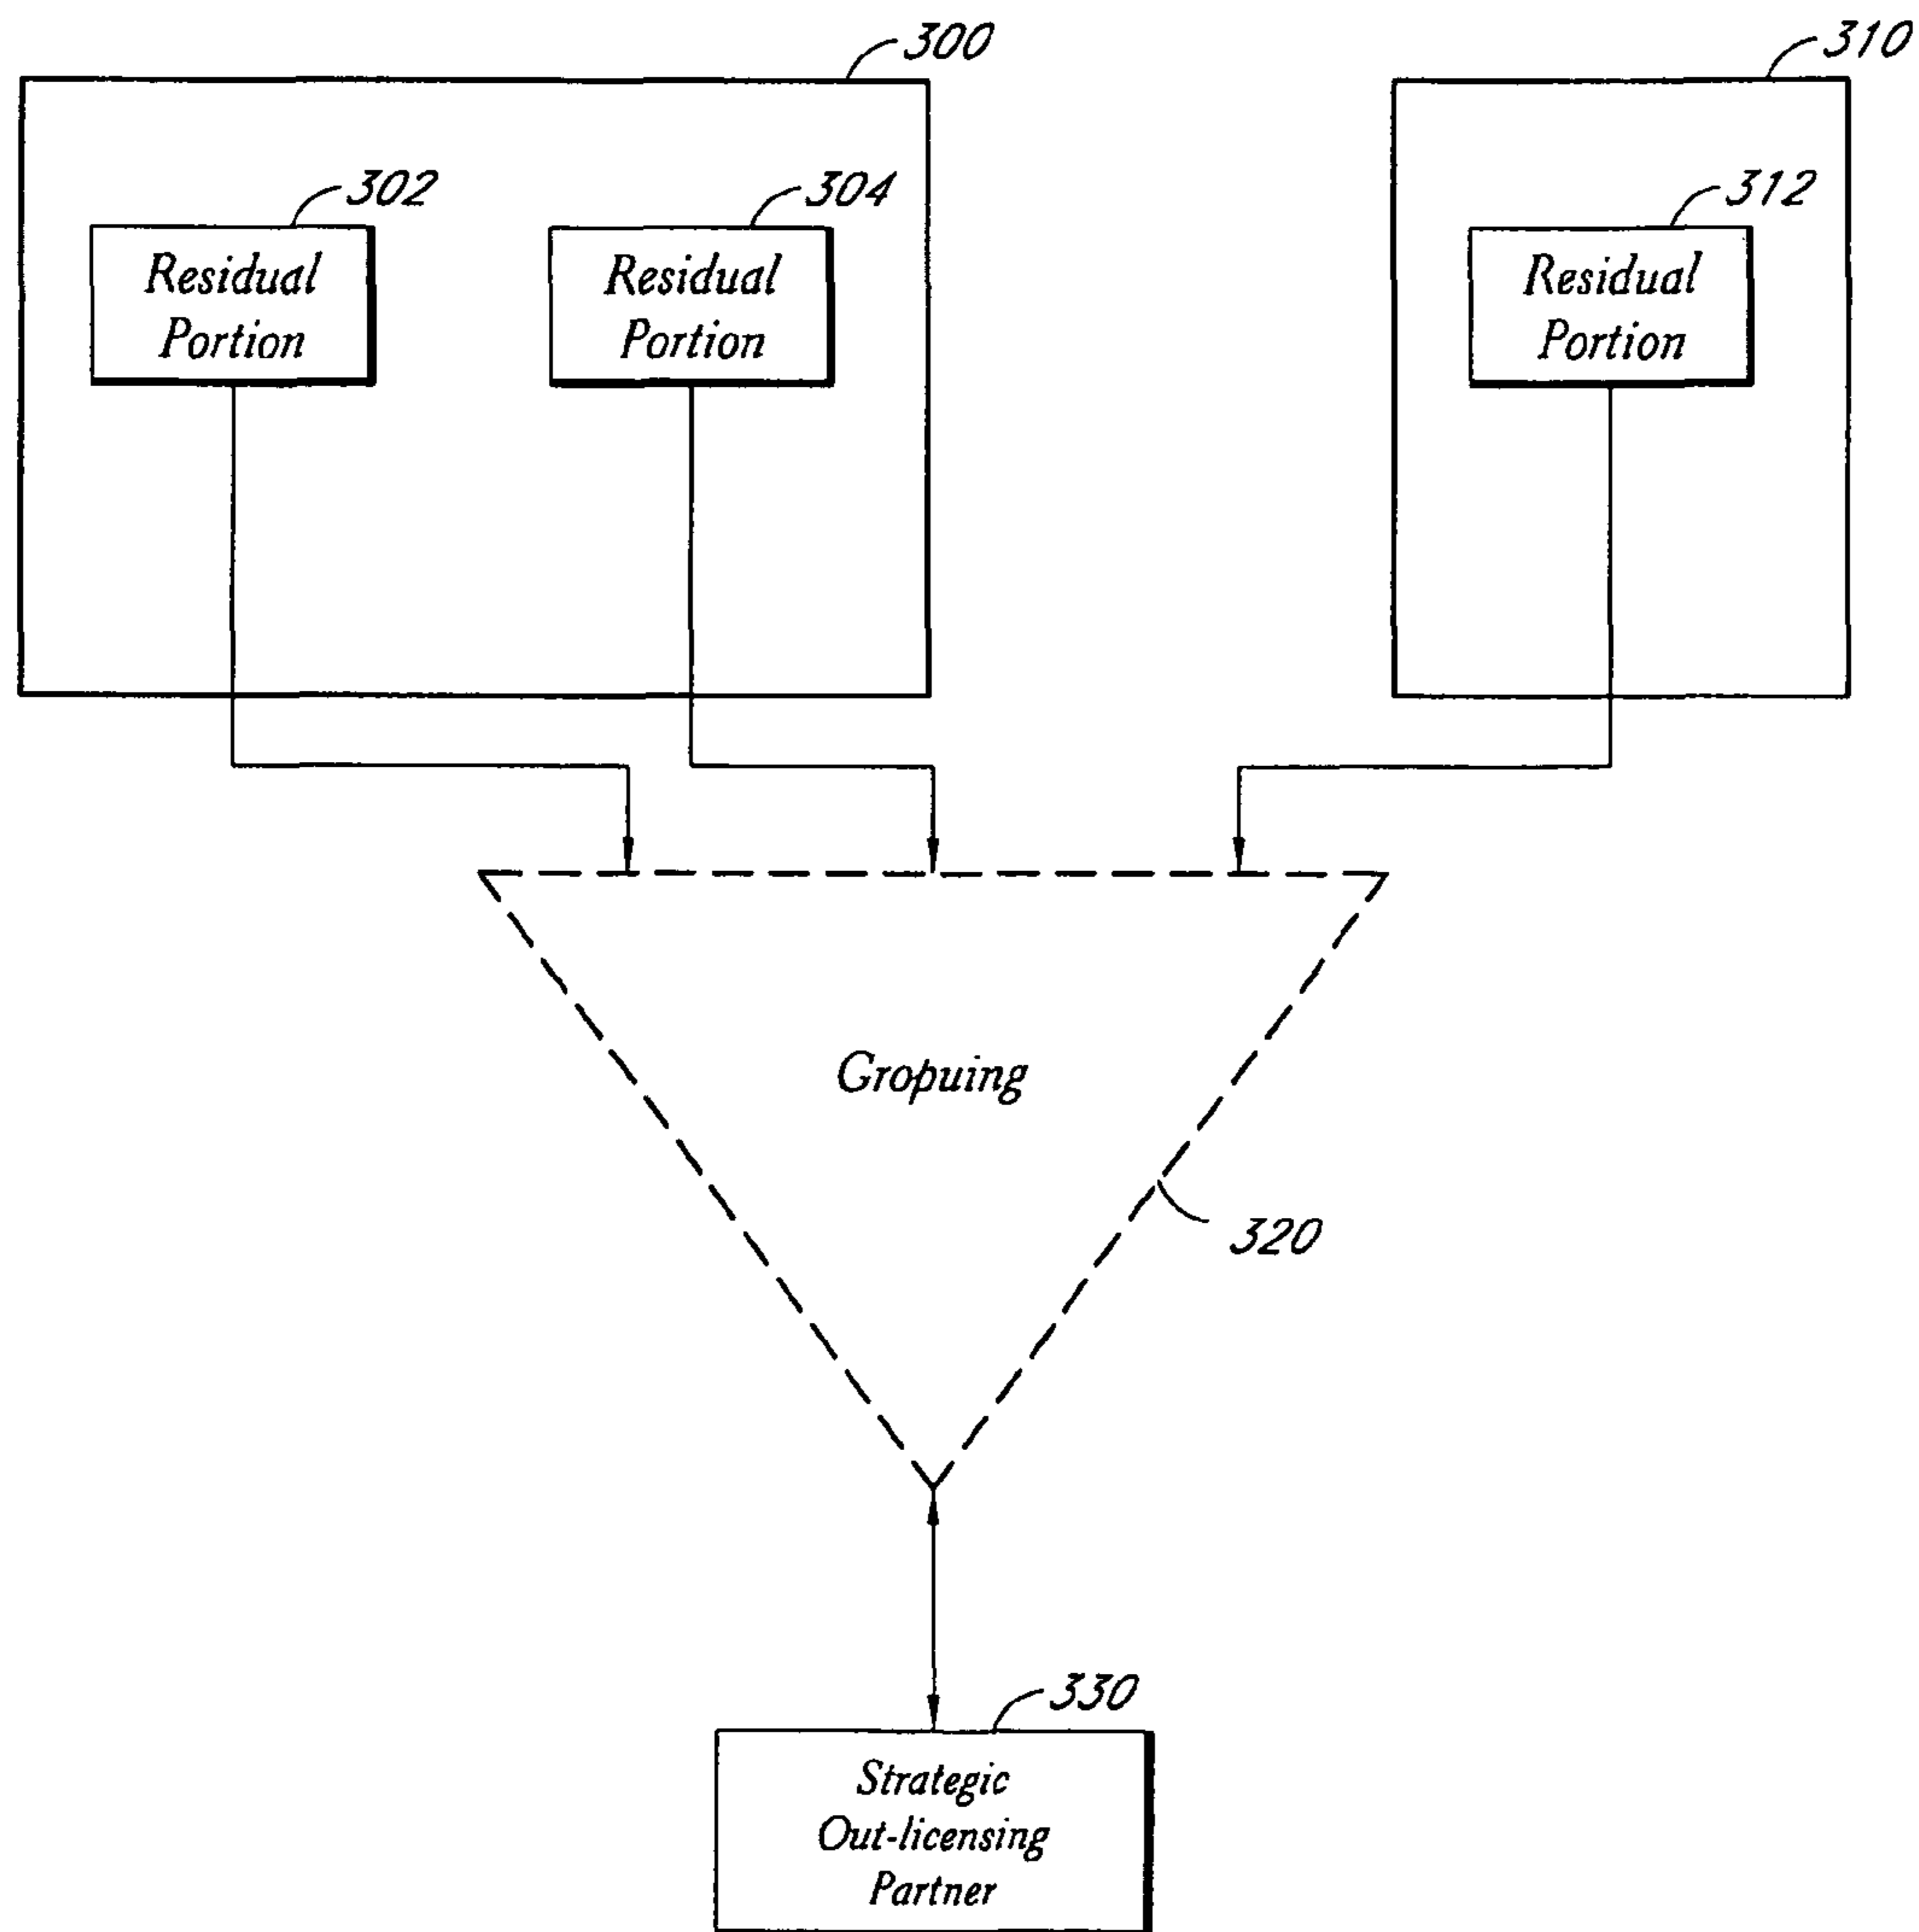 300
310
302
304
312
Residual
Portion
Residual
Portion
Residual
Portion
Gropuing
320
330
Strategic
Out-licensing
Partner